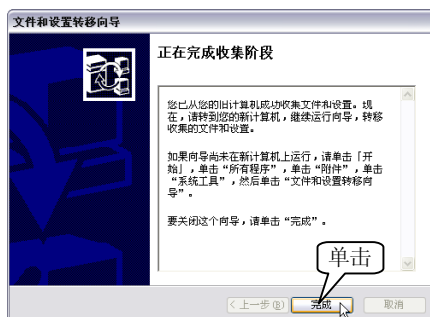 文件和设置转移向导
正在完成收集阶段
您已从您的旧计算机成功收集文件和设置。现
在，请转到您的新计算机，继续运行向导，转移
收集的文件和设置。
如果向导尚未在新计算机上运行，请单击「开
始」，单击“所有程序”，单击“附件”，单击
“系统工具”，然后单击“文件和设置转移向
导”。
要关闭这个向导，请单击“完成”。
单击
< 上一步(B)
完成
取消